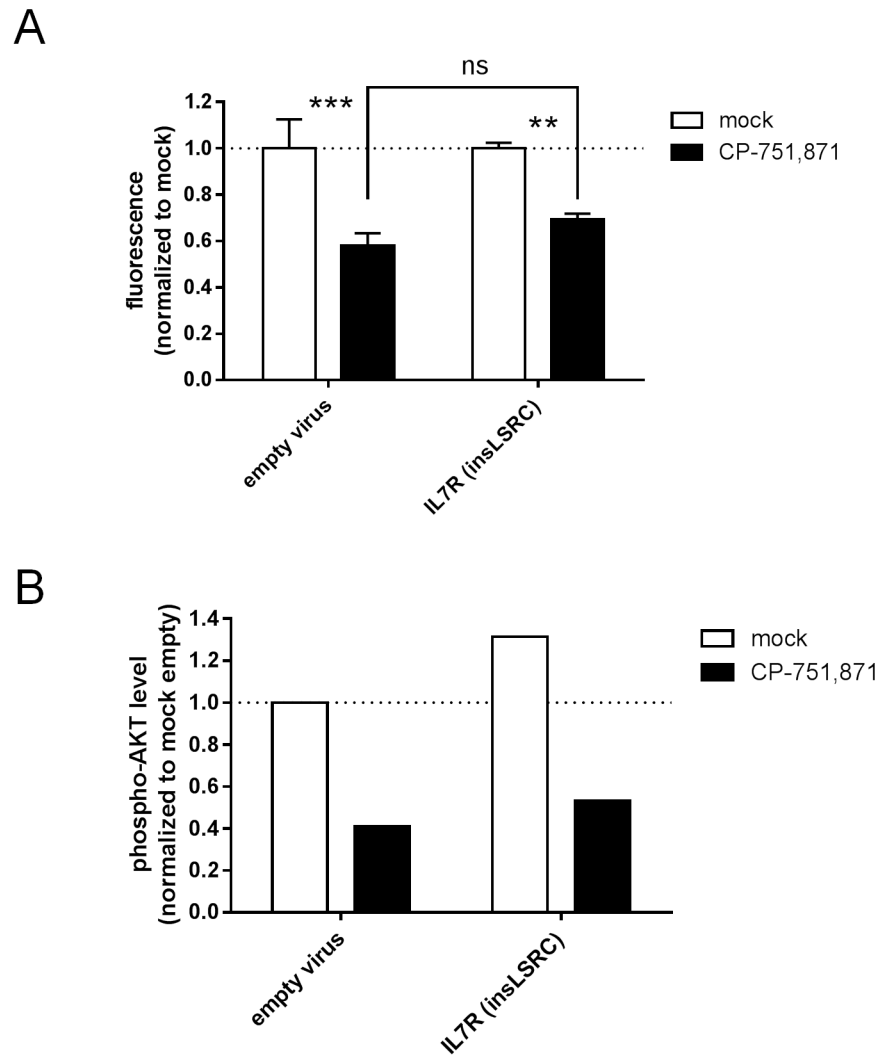 A
ns
***
**
1.2
1.0
0.8
0.6
0.4
0.2
0.0
fluorescence
(normalized to mock)
mock
CP-751,871
empty virus
IL7R (insLSRC)
B
1.4
1.2
1.0
0.8
0.6
0.4
0.2
0.0
phospho-AKT level
(normalized to mock empty)
mock
CP-751,871
empty virus
IL7R (insLSRC)